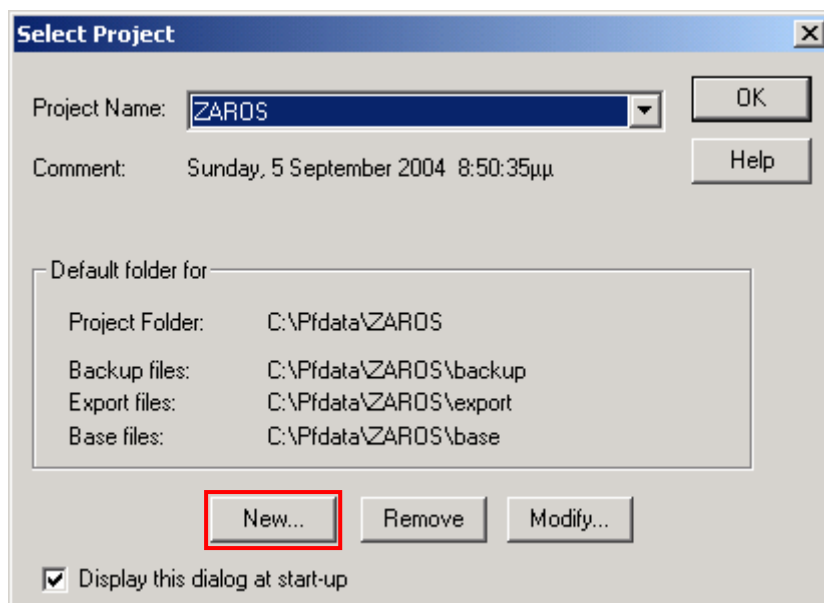 Select Project
Project Name: ZAROS OK
Comment: Sunday, 5 September 2004 8:50:35μμ Help
Default folder for
Project Folder: C:\Pfdata\ZAROS
Backup files: C:\Pfdata\ZAROS\backup
Export files: C:\Pfdata\ZAROS\export
Base files: C:\Pfdata\ZAROS\base
New... Remove Modify...
Display this dialog at start-up